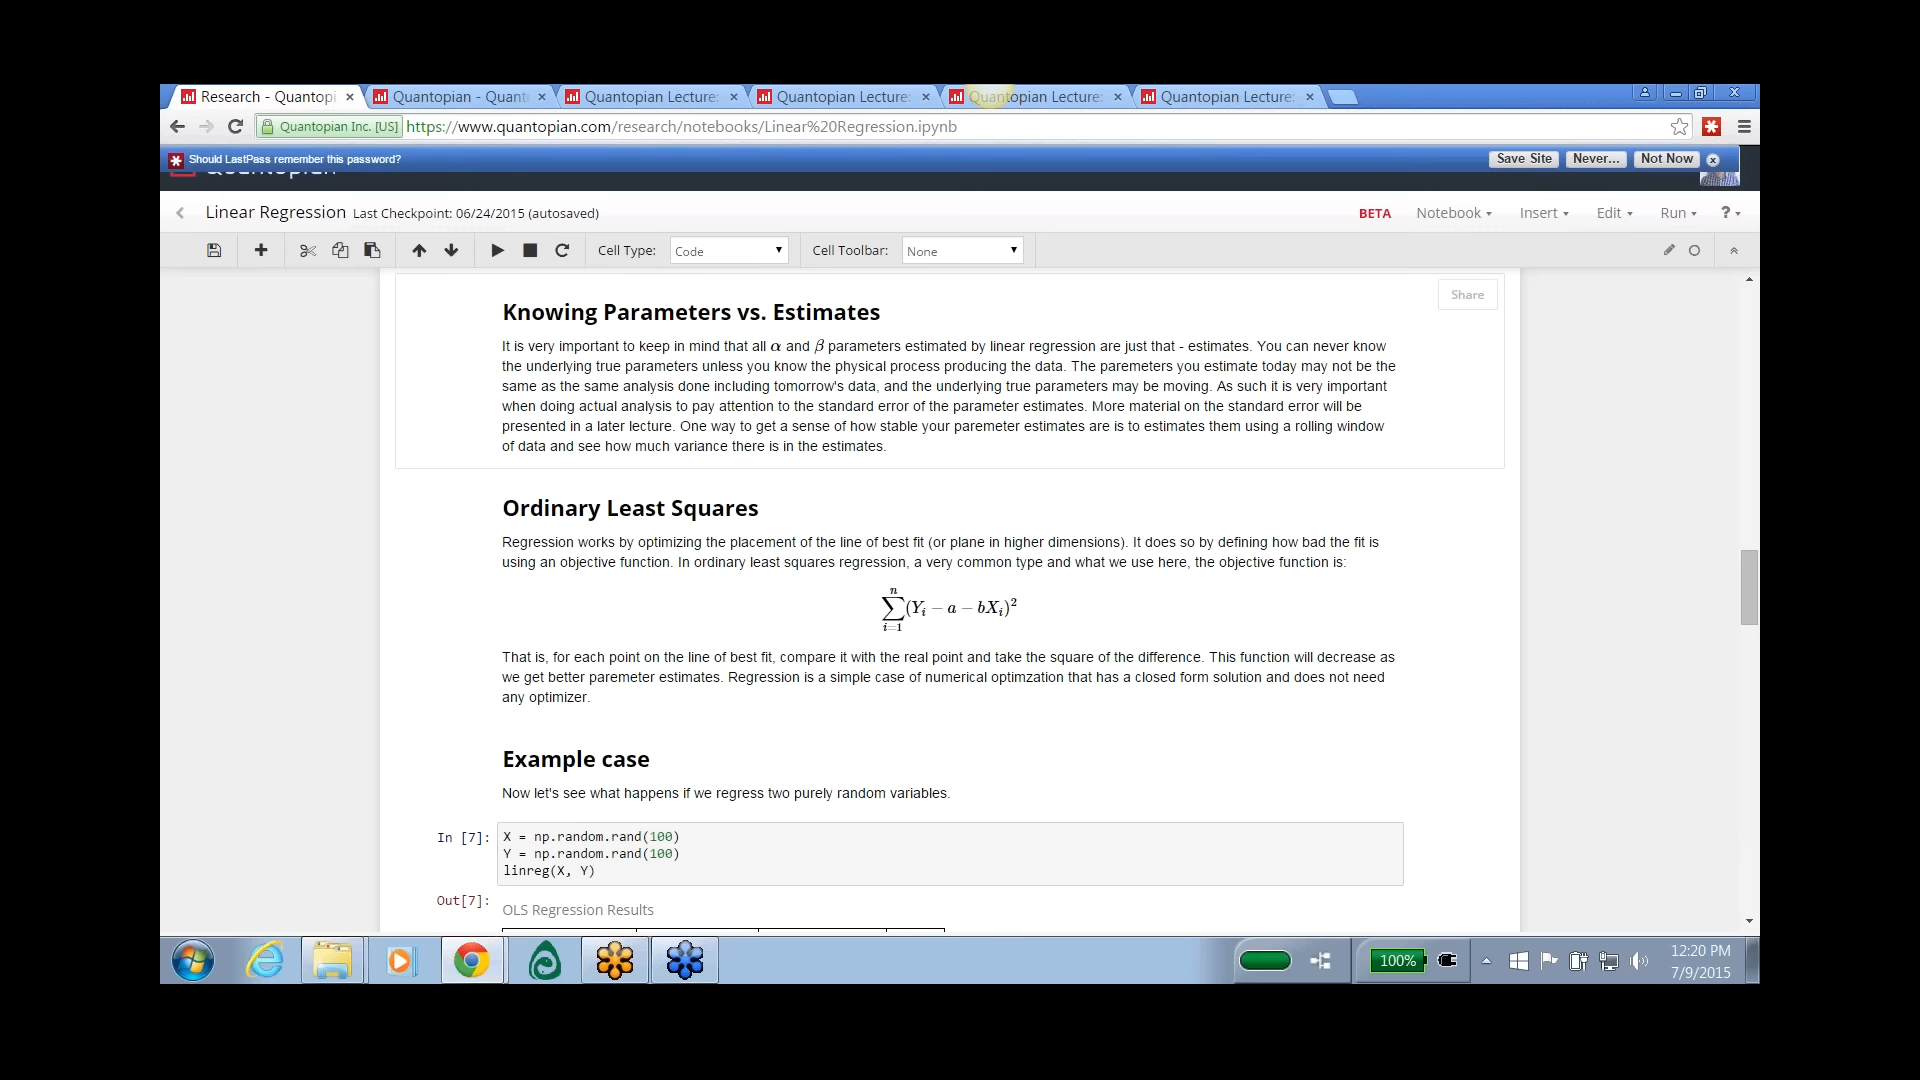 Research - Quantopi
Quantopian - Quant
Quantopian Lecture:
Quantopian Lecture:
Quantopian Lecture:
Quantopian Lecture:
Quantopian Inc. [US] https://www.quantopian.com/research/notebooks/Linear%20Regression.ipynb
Should LastPass remember this password?
Save Site Never... Not Now
Linear Regression Last Checkpoint: 06/24/2015 (autosaved)
BETA Notebook Insert Edit Run ?
Cell Type: Code Cell Toolbar: None
Share
Knowing Parameters vs. Estimates
It is very important to keep in mind that all α and β parameters estimated by linear regression are just that - estimates. You can never know
the underlying true parameters unless you know the physical process producing the data. The paremeters you estimate today may not be the
same as the same analysis done including tomorrow's data, and the underlying true parameters may be moving. As such it is very important
when doing actual analysis to pay attention to the standard error of the parameter estimates. More material on the standard error will be
presented in a later lecture. One way to get a sense of how stable your paremeter estimates are is to estimates them using a rolling window
of data and see how much variance there is in the estimates.
Ordinary Least Squares
Regression works by optimizing the placement of the line of best fit (or plane in higher dimensions). It does so by defining how bad the fit is
using an objective function. In ordinary least squares regression, a very common type and what we use here, the objective function is:
n
∑(Yᵢ − a − bXᵢ)²
i=1
That is, for each point on the line of best fit, compare it with the real point and take the square of the difference. This function will decrease as
we get better paremeter estimates. Regression is a simple case of numerical optimzation that has a closed form solution and does not need
any optimizer.
Example case
Now let's see what happens if we regress two purely random variables.
In [7]: X = np.random.rand(100)
Y = np.random.rand(100)
linreg(X, Y)
Out[7]:
OLS Regression Results
100%
12:20 PM
7/9/2015